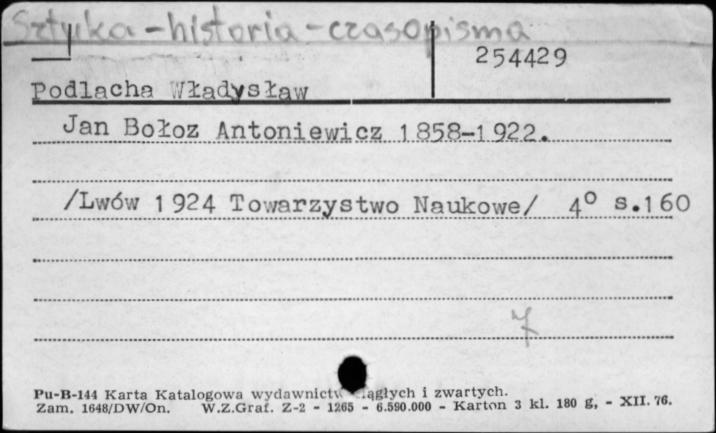 Sztuka - historia - czasopisma
254429
Podlacha Władysław
Jan Bołoz Antoniewicz 1858-1922.
/Lwów 1924 Towarzystwo Naukowe/ 4° s.160
7
Pu-B-144 Karta Katalogowa wydawnictw ciągłych i zwartych.
Zam. 1648/DW/On. W.Z.Graf. Z-2 - 1265 - 6.590.000 - Karton 3 kl. 180 g, - XII. 76.